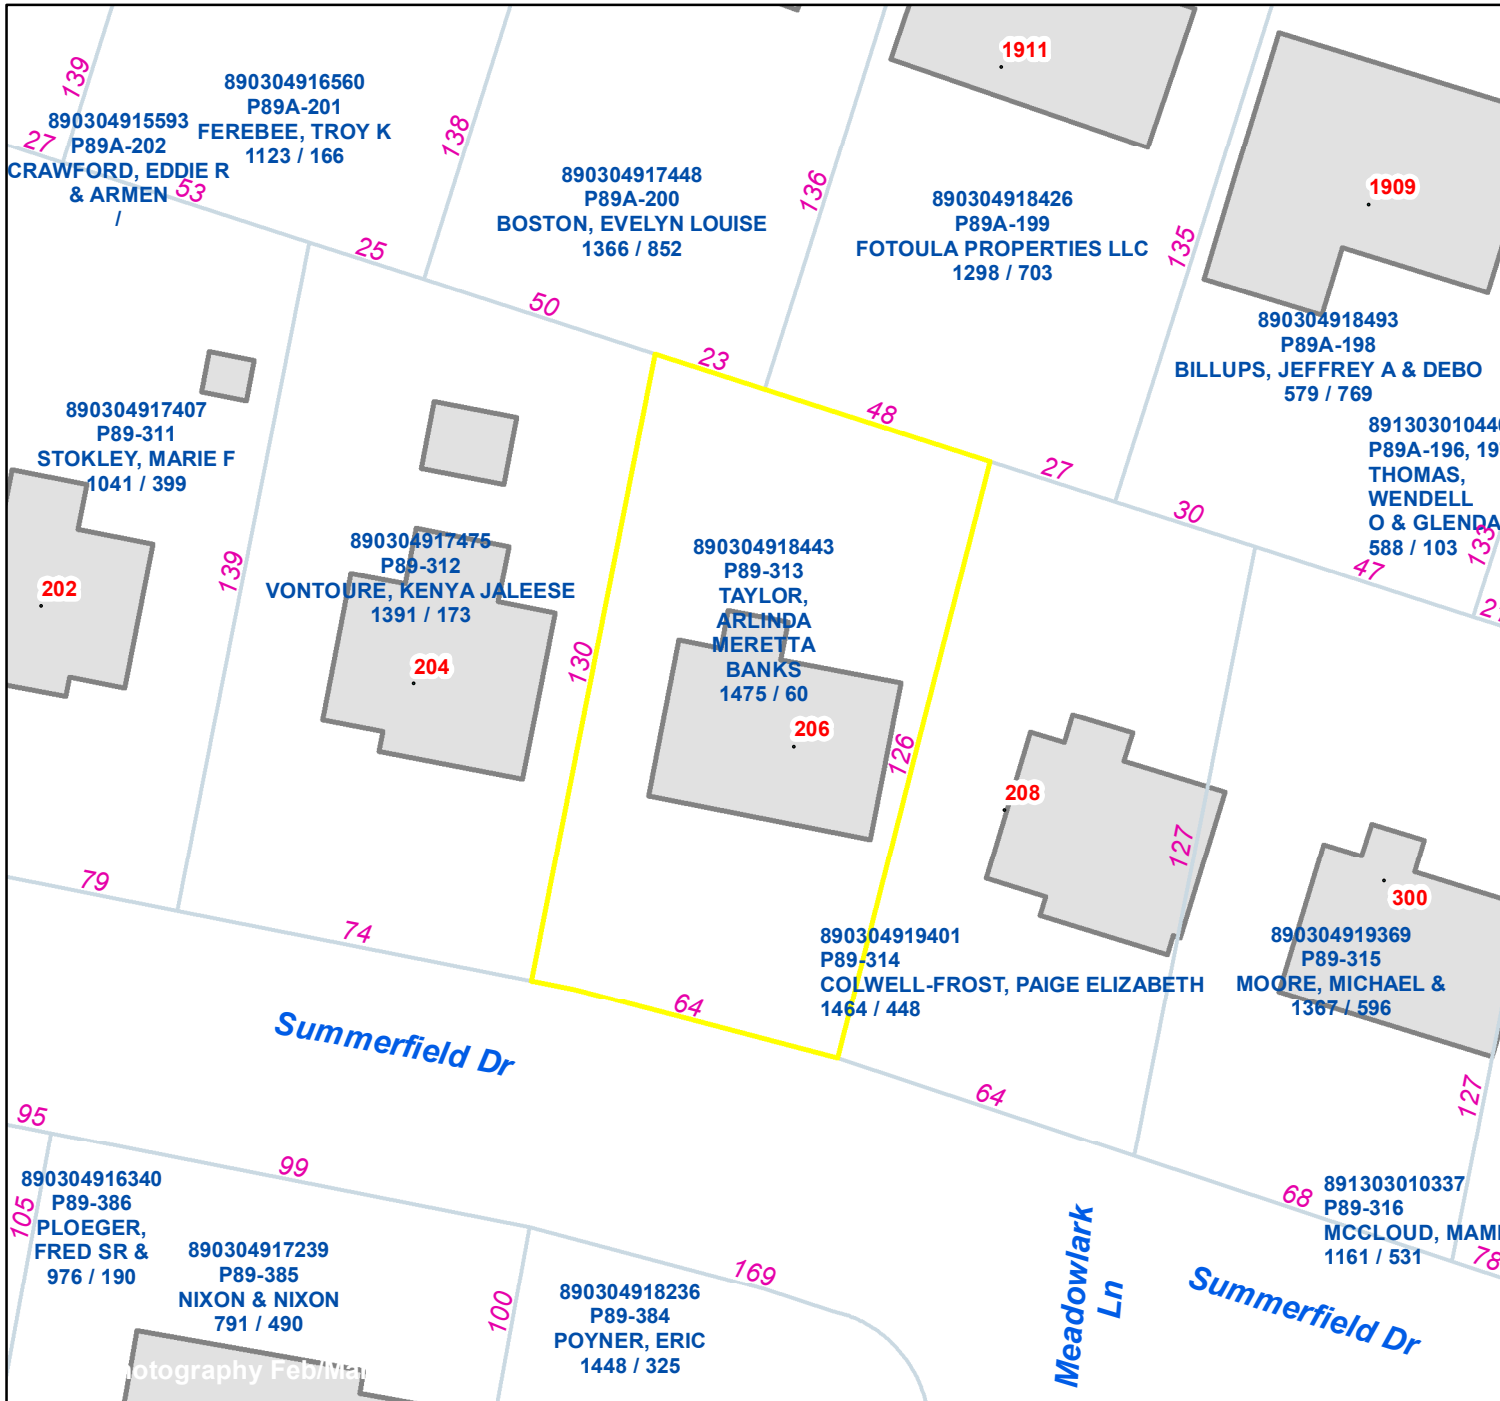 1911
139
890304916560
P89A-201
FEREBEE, TROY K
1123 / 166
138
27
890304915593
P89A-202
CRAWFORD, EDDIE R
& ARMEN
/
53
25
890304917448
P89A-200
BOSTON, EVELYN LOUISE
1366 / 852
136
890304918426
P89A-199
FOTOULA PROPERTIES LLC
1298 / 703
135
1909
50
23
48
27
30
47
133
890304918493
P89A-198
BILLUPS, JEFFREY A & DEBO
579 / 769
P89A-196,
THOMAS,
WENDELL
O & GLENDA
588 / 103
890304917407
P89-311
STOKLEY, MARIE F
1041 / 399
202
139
890304917475
P89-312
VONTOURE, KENYA JALEESE
1391 / 173
204
130
890304918443
P89-313
TAYLOR,
ARLINDA
MERETTA
BANKS
1475 / 60
206
126
208
127
300
79
74
64
890304919401
P89-314
COLWELL-FROST, PAIGE ELIZABETH
1464 / 448
890304919369
P89-315
MOORE, MICHAEL &
1367 / 596
127
Summerfield Dr
64
68
95
99
890304916340
P89-386
PLOEGER,
FRED SR &
976 / 190
105
890304917239
P89-385
NIXON & NIXON
791 / 490
100
169
890304918236
P89-384
POYNER, ERIC
1448 / 325
Meadowlark
Ln
891303010337
P89-316
MCCLOUD,
1161 / 531
78
Summerfield Dr